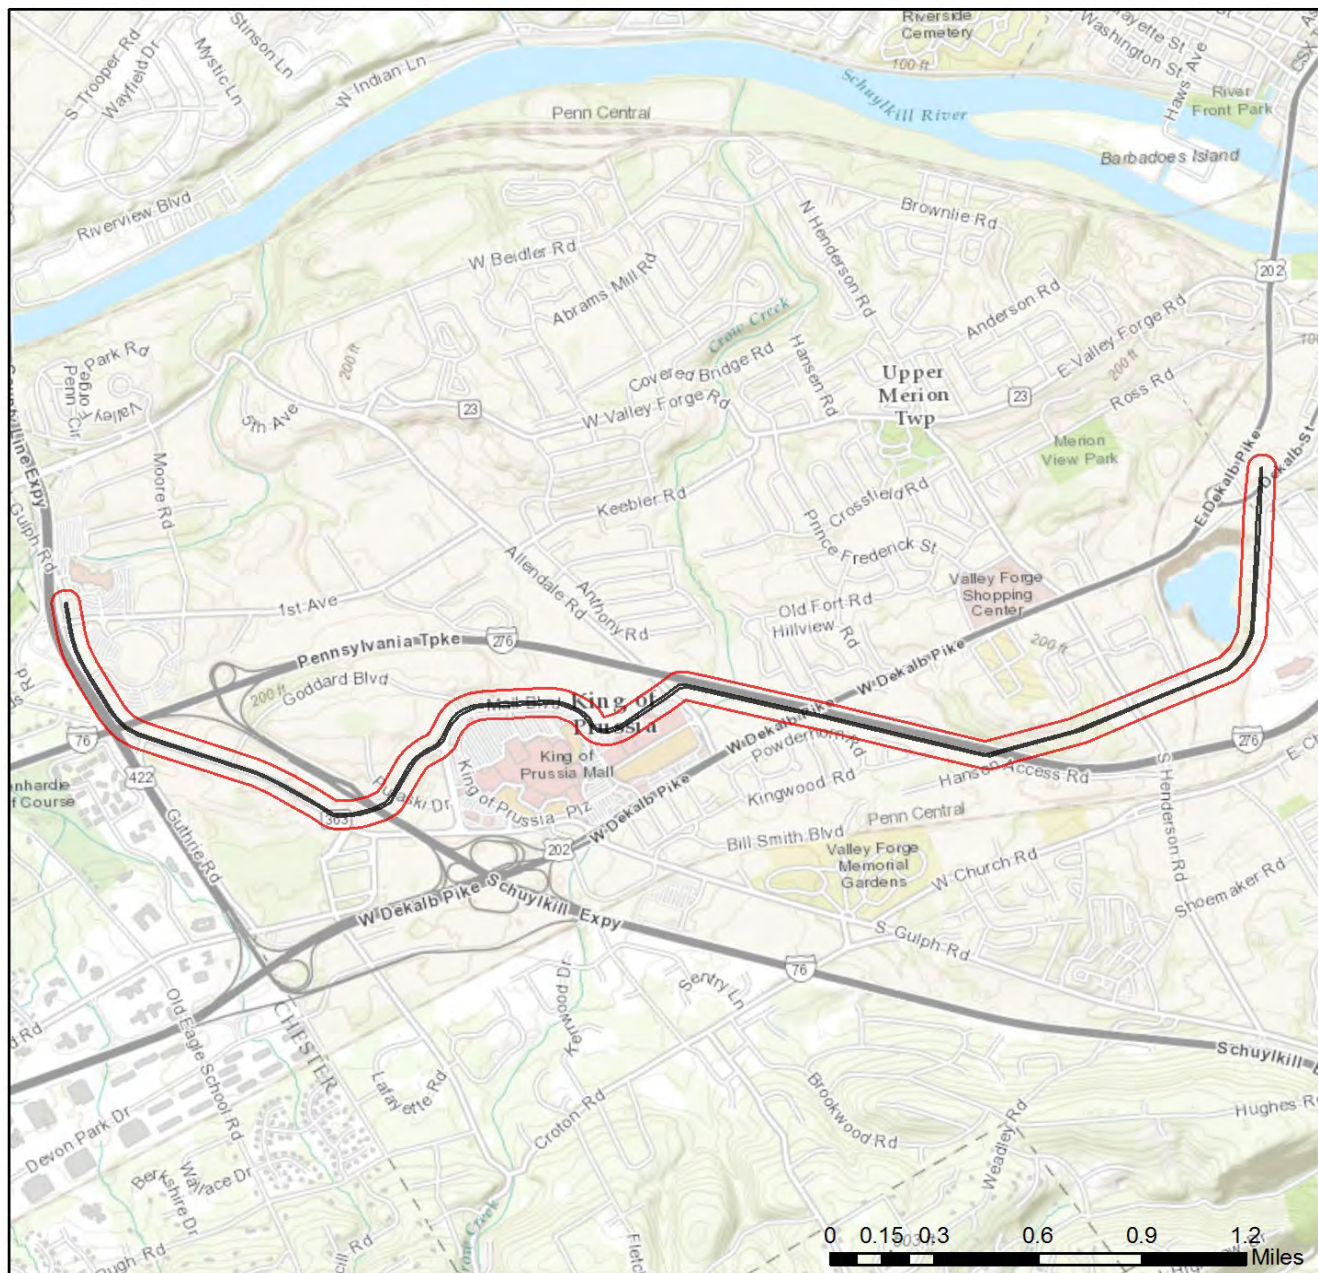 Riverside
Cemetery
Stinson Ln
S Trooper Rd
Wayfield Dr
Mystic Ln
W Indian Ln
100 ft
Schuylkill River
Washington St
Haws Ave
CSX
River
Front Park
Penn Central
Barbadoes Island
Riverview Blvd
W Beidler Rd
Abrams Mill Rd
N Henderson Rd
Brownlie Rd
202
Anderson Rd
E Valley Forge Rd
Crow Creek
Park Rd
Valley
Forge
Penn Cir
200 ft
Covered Bridge Rd
Hansen Rd
Upper
Merion
Twp
200 ft
Ross Rd
5th Ave
23
W Valley Forge Rd
23
Merion
View Park
Moore Rd
Keebler Rd
Crossfield Rd
E Dekalb Pike
Dekalb St
Gulph Rd
Prince Frederick St
Allendale Rd
Anthony Rd
Valley Forge
Shopping
Center
1st Ave
Old Fort Rd
Hillview Rd
200 ft
Pennsylvania Tpke
276
W Dekalb Pike
200 ft
Goddard Blvd
Mall Blvd
King of
Prussia
76
422
King of
Prussia Mall
W Dekalb Pike
Powderhorn Rd
276
Hanson Access Rd
Kingwood Rd
Pulaski Dr
King of Prussia Plz
W Dekalb Pike
S Henderson Rd
363
Guthrie Rd
Penn Central
Bill Smith Blvd
202
Valley Forge
Memorial
Gardens
W Church Rd
Shoemaker Rd
W Dekalb Pike
Schuylkill Expy
S Gulph Rd
76
Sentry Ln
Kerrwood Dr
Old Eagle School Rd
CHESTER
Schuylkill
Lafayette Rd
Croton Rd
Brookwood Rd
Weadley Rd
Devon Park Dr
Wallace Dr
Berkshire Dr
Crow Creek
0 0.15 0.3 0.6 0.9 1.2
Miles